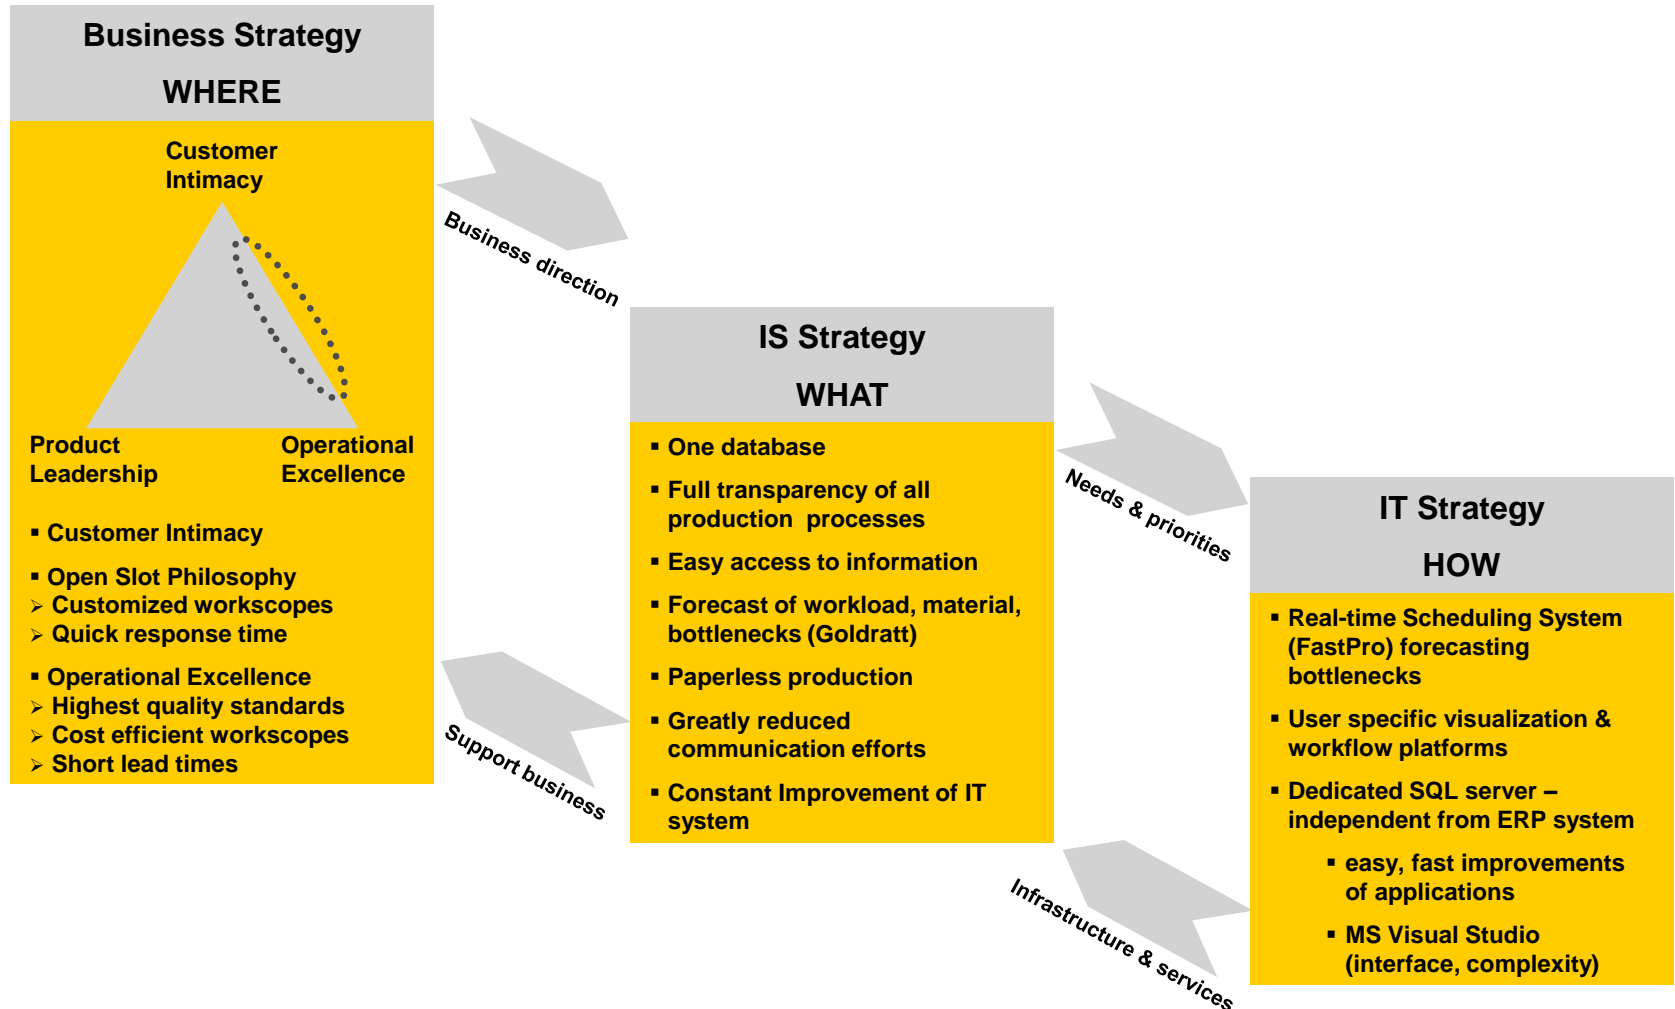 Business Strategy
WHERE
Customer
Intimacy
Product
Leadership
Operational
Excellence
▪ Customer Intimacy
▪ Open Slot Philosophy
➢ Customized workscopes
➢ Quick response time
▪ Operational Excellence
➢ Highest quality standards
➢ Cost efficient workscopes
➢ Short lead times
Business direction
Support business
IS Strategy
WHAT
▪ One database
▪ Full transparency of all
production processes
▪ Easy access to information
▪ Forecast of workload, material,
bottlenecks (Goldratt)
▪ Paperless production
▪ Greatly reduced
communication efforts
▪ Constant Improvement of IT
system
Needs & priorities
Infrastructure & services
IT Strategy
HOW
▪ Real-time Scheduling System
(FastPro) forecasting
bottlenecks
▪ User specific visualization &
workflow platforms
▪ Dedicated SQL server –
independent from ERP system
▪ easy, fast improvements
of applications
▪ MS Visual Studio
(interface, complexity)